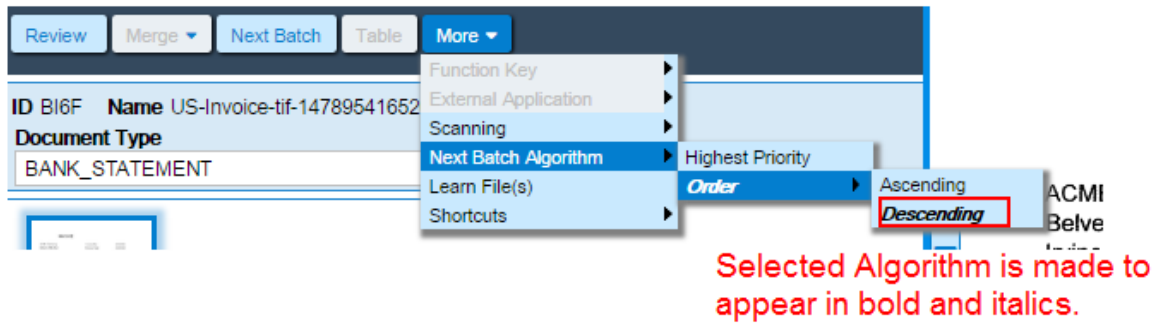 Review Merge Next Batch Table More
Function Key
External Application
Scanning
Next Batch Algorithm
Learn File(s)
Shortcuts
Highest Priority
Order
Ascending
Descending
ID BI6F Name US-Invoice-tif-14789541652
Document Type
BANK_STATEMENT
ACM
Belve
Selected Algorithm is made to
appear in bold and italics.